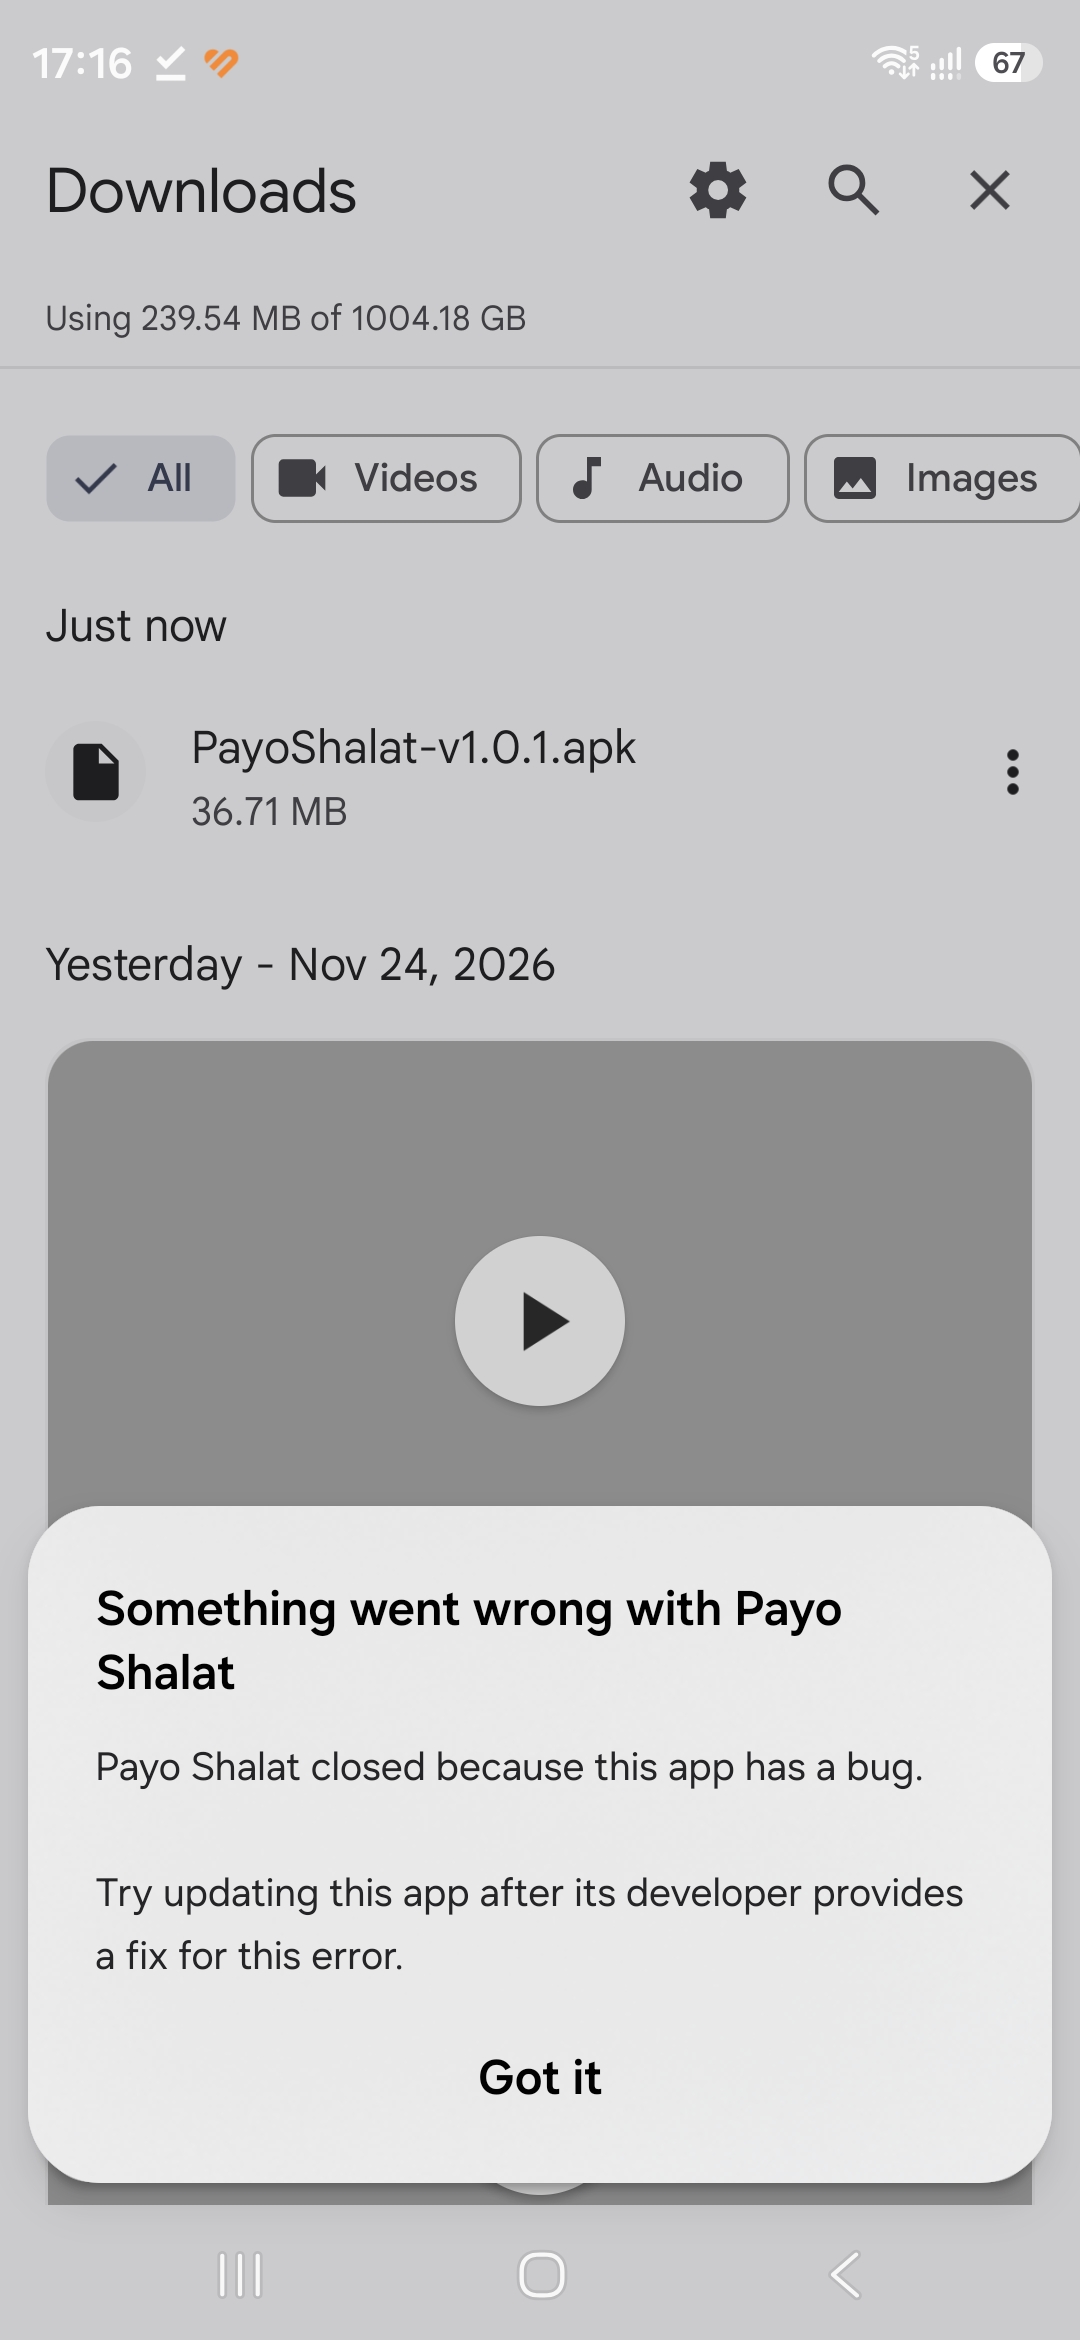 17:16
5
67
Downloads
Using 239.54 MB of 1004.18 GB
All
Videos
Audio
Images
Just now
PayoShalat-v1.0.1.apk
36.71 MB
Yesterday - Nov 24, 2026
Something went wrong with Payo
Shalat
Payo Shalat closed because this app has a bug.
Try updating this app after its developer provides
a fix for this error.
Got it